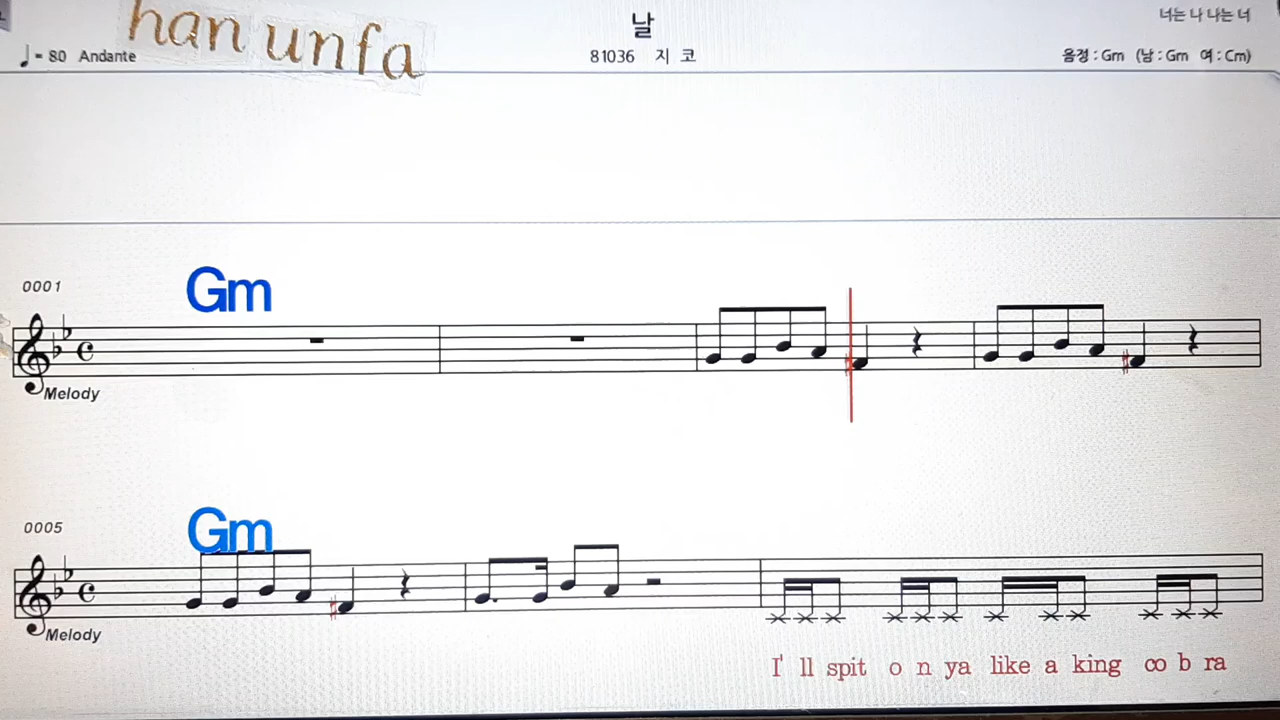 han unfa
날
너는 나 나는 너
♩= 80 Andante
81036 지 코
음정 : Gm (남 : Gm 여 : Cm)
0001
Gm
Melody
0005
Gm
Melody
I' ll spit o n ya like a king co b ra